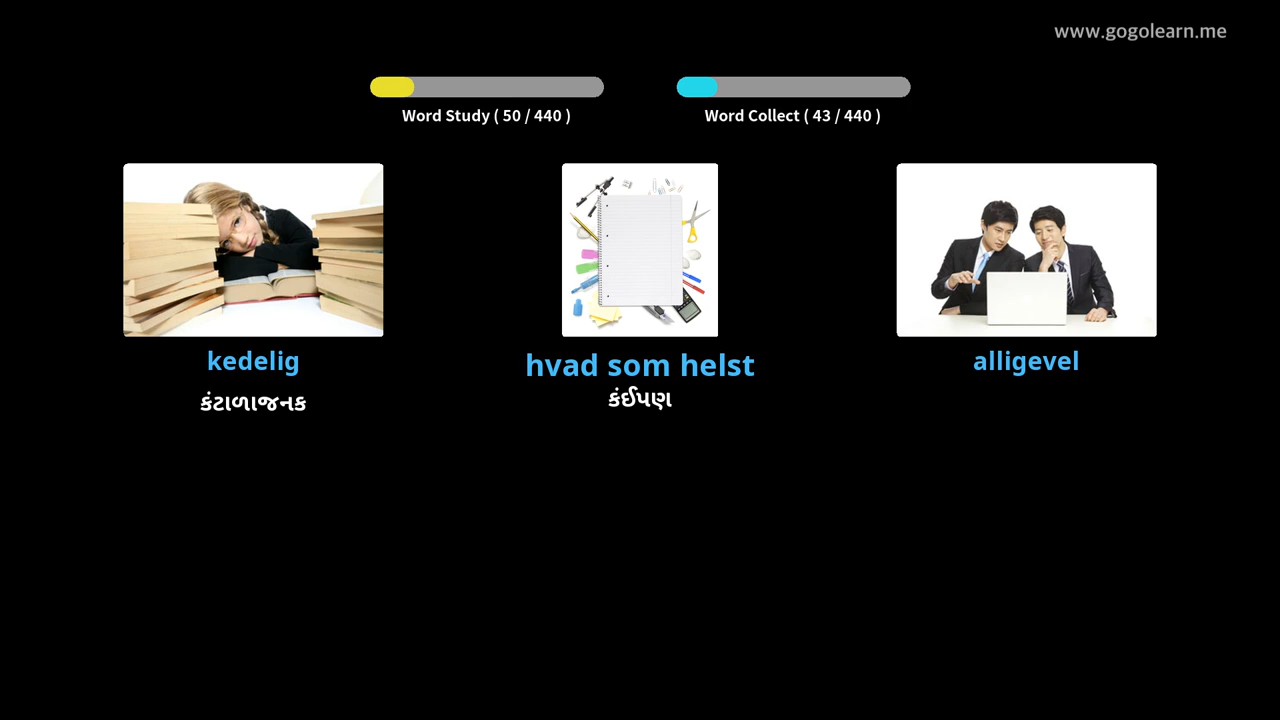 www.gogolearn.me
Word Study ( 50 / 440 )
Word Collect ( 43 / 440 )
kedelig
કંટાળાજનક
hvad som helst
કંઈપણ
alligevel